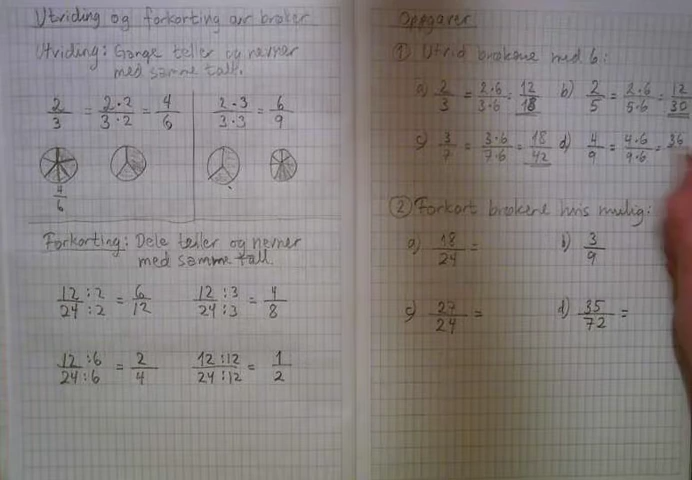 Utviding og forkorting av brøker
Utviding: Gange teller og nevner
med samme tall.
2/3 = 2·2/3·2 = 4/6
2·3/3·3 = 6/9
4/6
Forkorting: Dele teller og nevner
med samme tall.
12:2/24:2 = 6/12
12:3/24:3 = 4/8
12:6/24:6 = 2/4
12:12/24:12 = 1/2
Oppgaver
1) Utvid brøkene med 6:
a) 2/3 = 2·6/3·6 = 12/18
b) 2/5 = 2·6/5·6 = 12/30
c) 3/7 = 3·6/7·6 = 18/42
d) 4/9 = 4·6/9·6 = 36
2) Forkort brøkene hvis mulig:
a) 18/24 =
b) 3/9
c) 27/24 =
d) 35/72 =